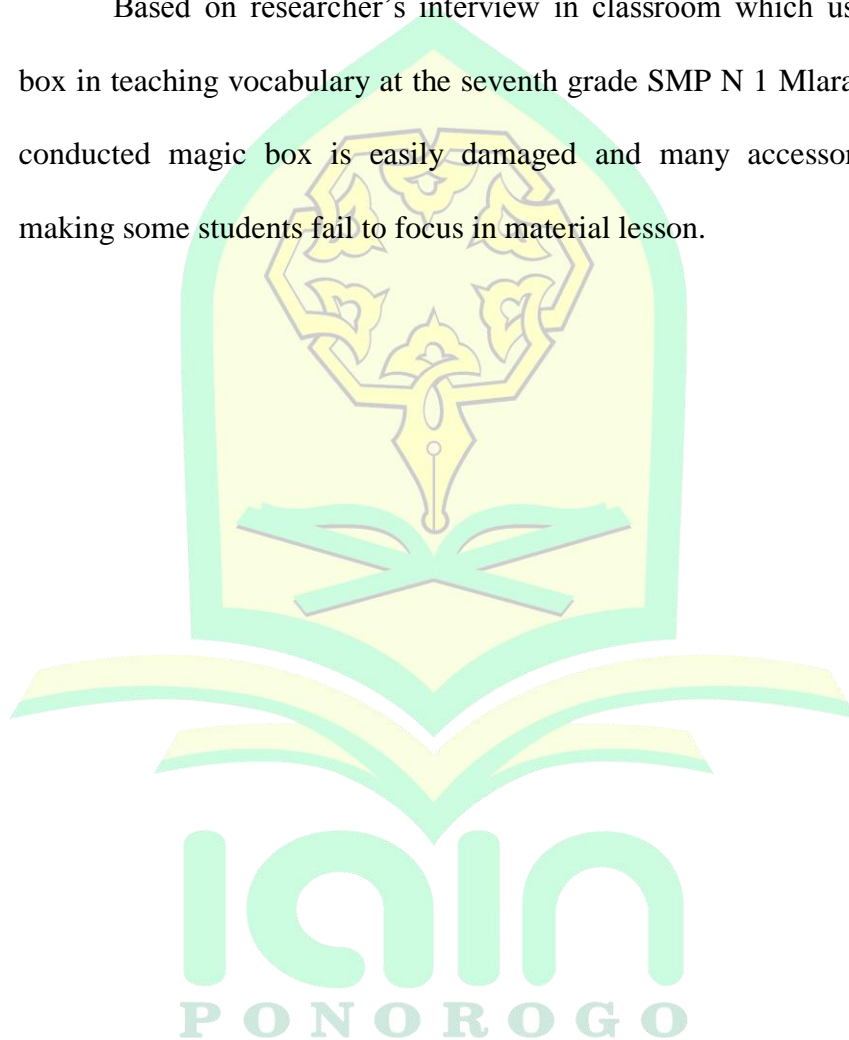 Based on researcher's interview in classroom which us
box in teaching vocabulary at the seventh grade SMP N 1 Mlara
conducted magic box is easily damaged and many accessor
making some students fail to focus in material lesson.
iain
PONOROGO